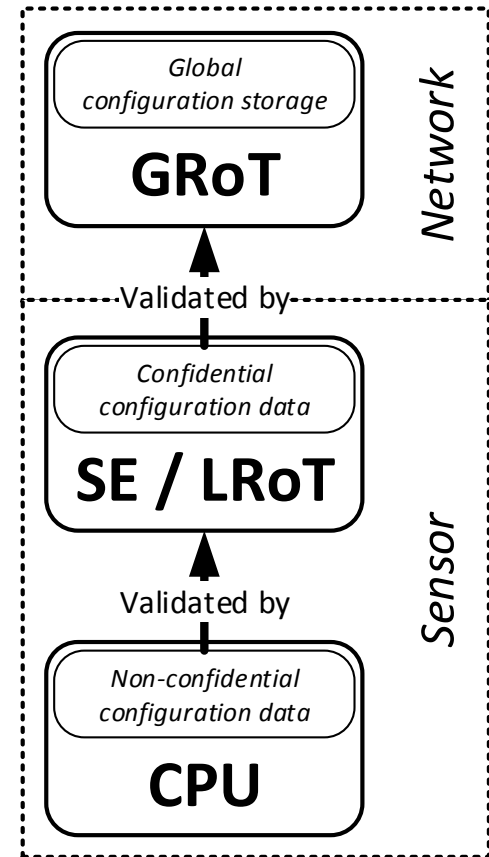 Global
configuration storage
GRoT
Network
Validated by
Confidential
configuration data
SE / LRoT
Sensor
Validated by
Non-confidential
configuration data
CPU